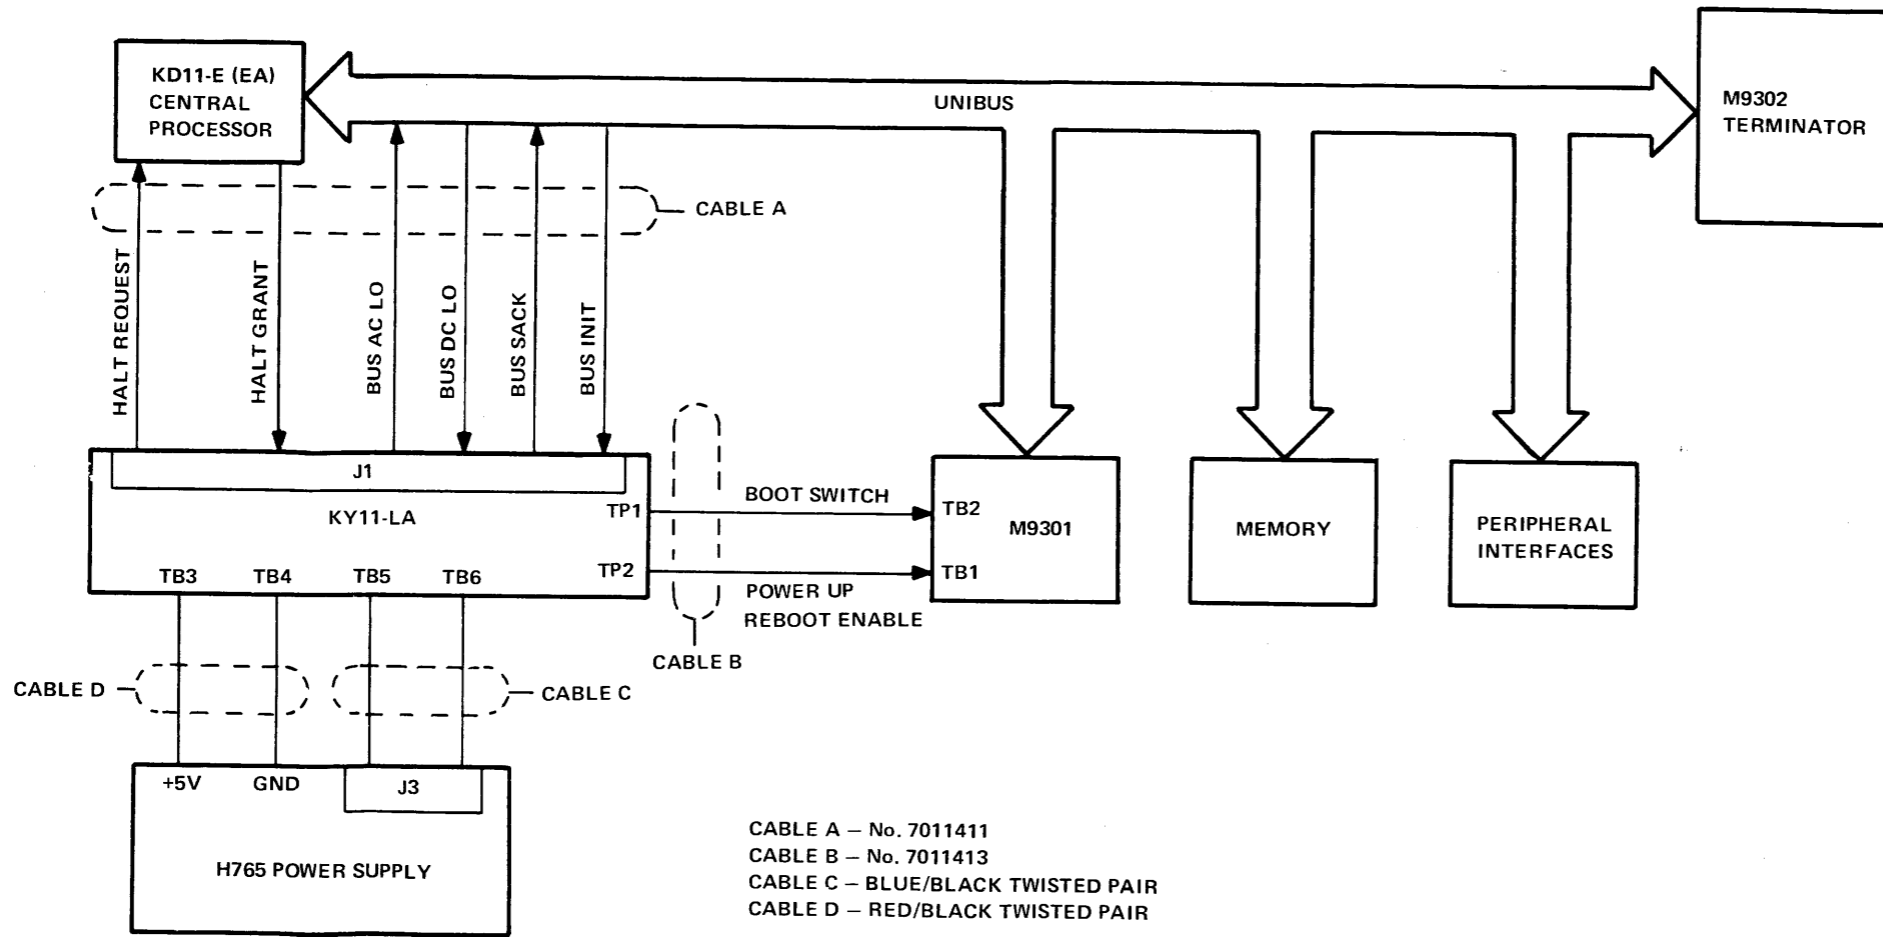 KD11-E (EA)
CENTRAL
PROCESSOR
UNIBUS
M9302
TERMINATOR
CABLE A
HALT REQUEST
HALT GRANT
BUS AC LO
BUS DC LO
BUS SACK
BUS INIT
J1
KY11-LA
TP1
TP2
TB3
TB4
TB5
TB6
BOOT SWITCH
POWER UP
REBOOT ENABLE
CABLE B
TB2
TB1
M9301
MEMORY
PERIPHERAL
INTERFACES
CABLE D
CABLE C
+5V
GND
J3
H765 POWER SUPPLY
CABLE A – No. 7011411
CABLE B – No. 7011413
CABLE C – BLUE/BLACK TWISTED PAIR
CABLE D – RED/BLACK TWISTED PAIR